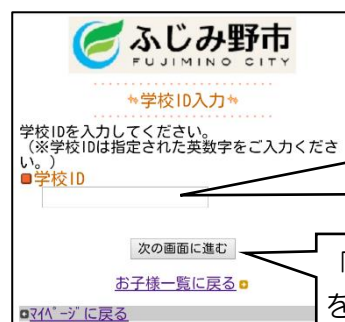 ふじみ野市
FUJIMINO CITY
学校ID入力
学校IDを入力してください。
（※学校IDは指定された英数字をご入力くださ
い。）
学校ID
次の画面に進む
「
お子様一覧に戻る
を
ﾏｲﾍﾟｰｼﾞに戻る